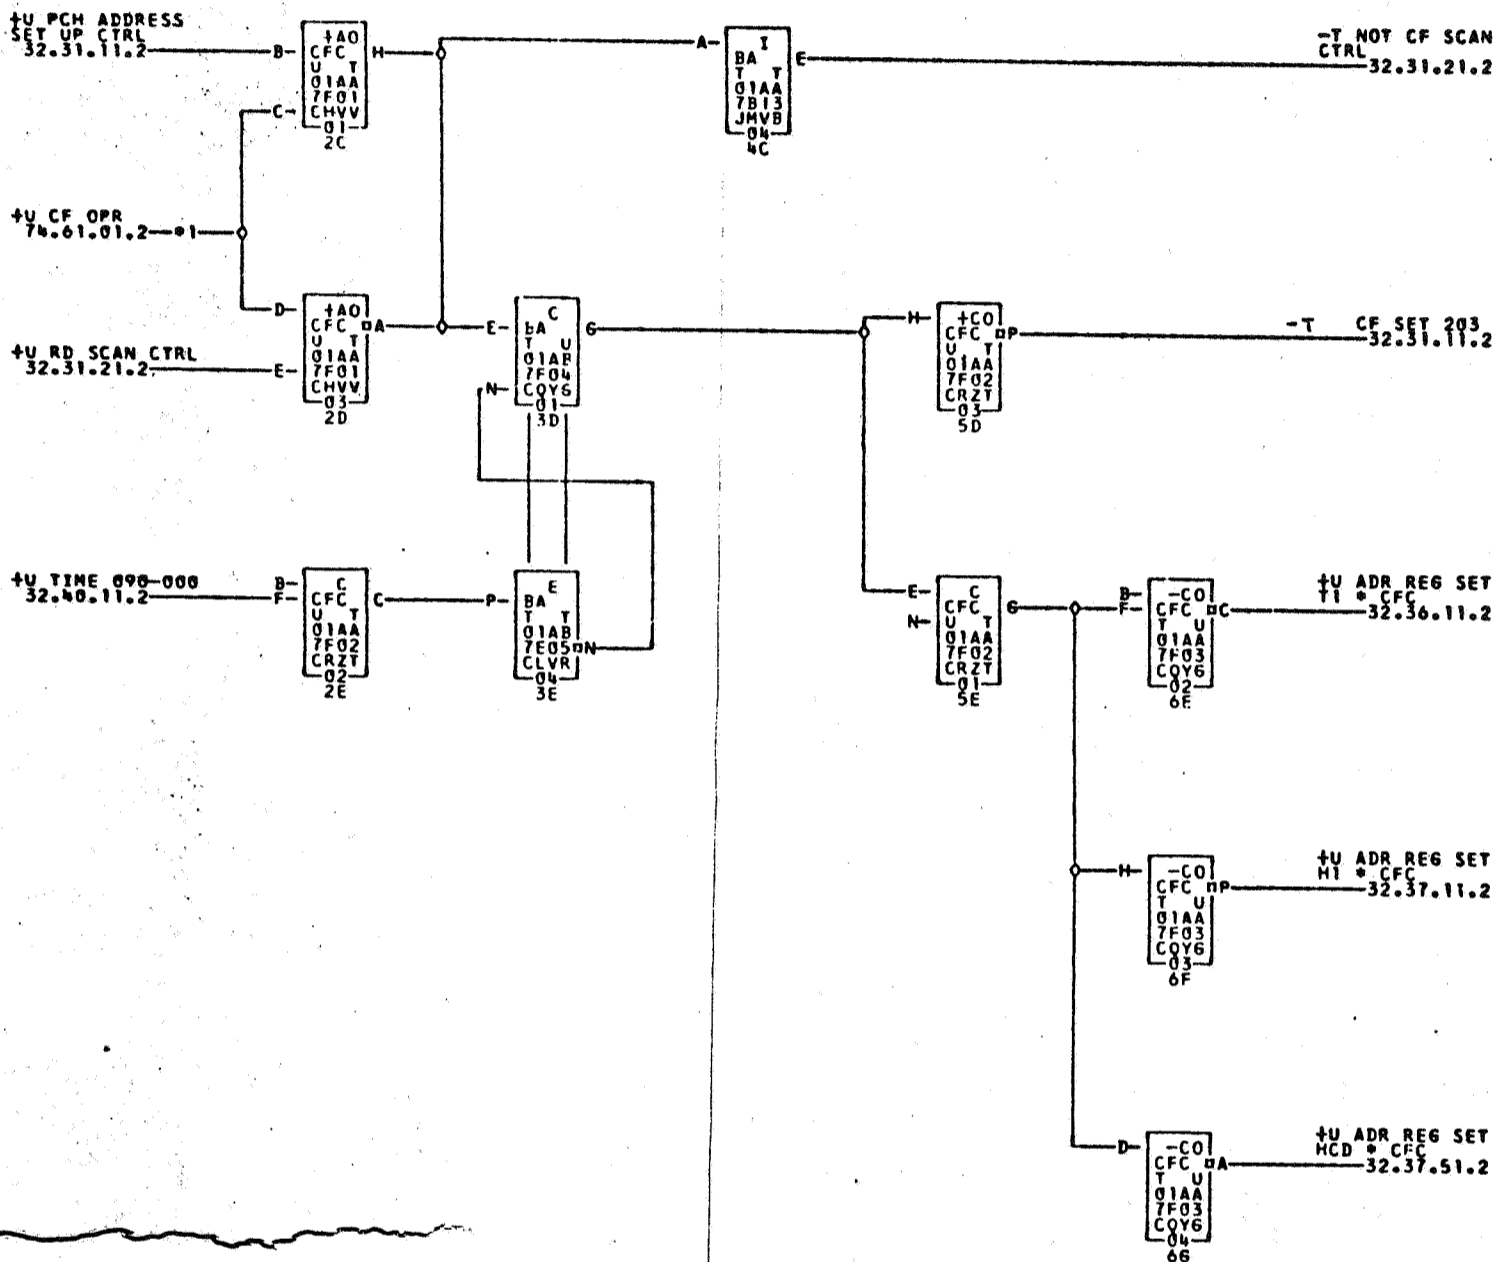 +U PCH ADDRESS
SET UP CTRL
32.31.11.2
B
C
+AO
CFC
U T
01AA
7F01
CHVV
01
2C
H
A
I
BA
T T
01AA
7B13
JMVB
04
4C
E
-T NOT CF SCAN
CTRL
32.31.21.2
+U CF OPR
74.61.01.2
*1
D
E
+AO
CFC
U T
01AA
7F01
CHVV
03
2D
A
+U RD SCAN CTRL
32.31.21.2
E
N
C
BA
T U
01AB
7F04
CQY6
01
3D
G
H
+CO
CFC
U T
01AA
7F02
CRZT
03
5D
P
-T CF SET 203
32.31.11.2
+U TIME 090-000
32.40.11.2
B
F
C
CFC
U T
01AA
7F02
CRZT
02
2E
C
P
E
BA
T T
01AB
7E05
CLVR
04
3E
N
E
N
C
CFC
U T
01AA
7F02
CRZT
01
5E
G
B
F
-CO
CFC
T U
01AA
7F03
CQY6
02
6E
C
+U ADR REG SET
T1 * CFC
32.36.11.2
H
-CO
CFC
T U
01AA
7F03
CQY6
03
6F
P
+U ADR REG SET
H1 * CFC
32.37.11.2
D
-CO
CFC
T U
01AA
7F03
CQY6
04
6G
A
+U ADR REG SET
HCD * CFC
32.37.51.2